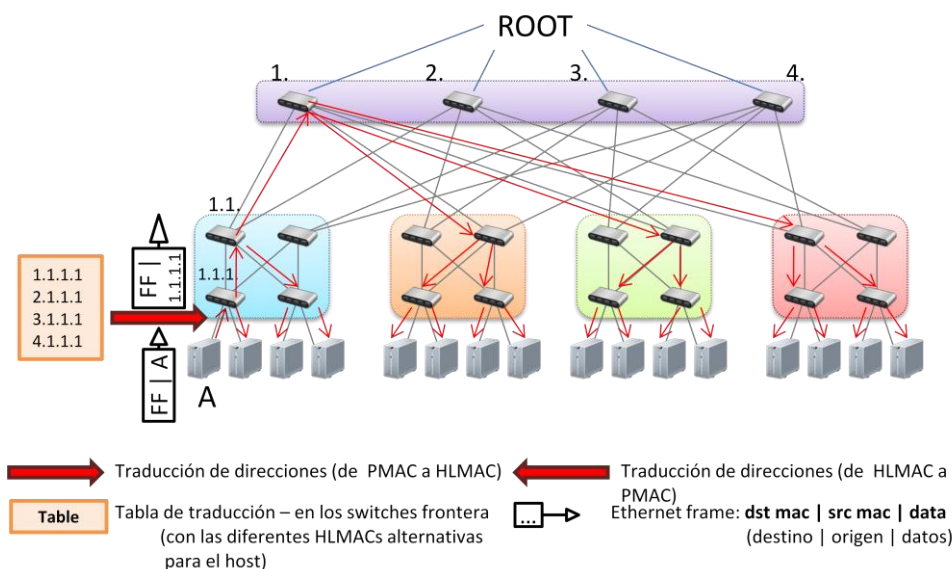 ROOT
1.
2.
3.
4.
1.1.
FF |
1.1.1.1
1.1.1
1.1.1.1
2.1.1.1
3.1.1.1
4.1.1.1
FF | A
A
Traducción de direcciones (de PMAC a HLMAC)
Traducción de direcciones (de HLMAC a
PMAC)
Table
Tabla de traducción – en los switches frontera
(con las diferentes HLMACs alternativas
para el host)
...
Ethernet frame: dst mac | src mac | data
(destino | origen | datos)